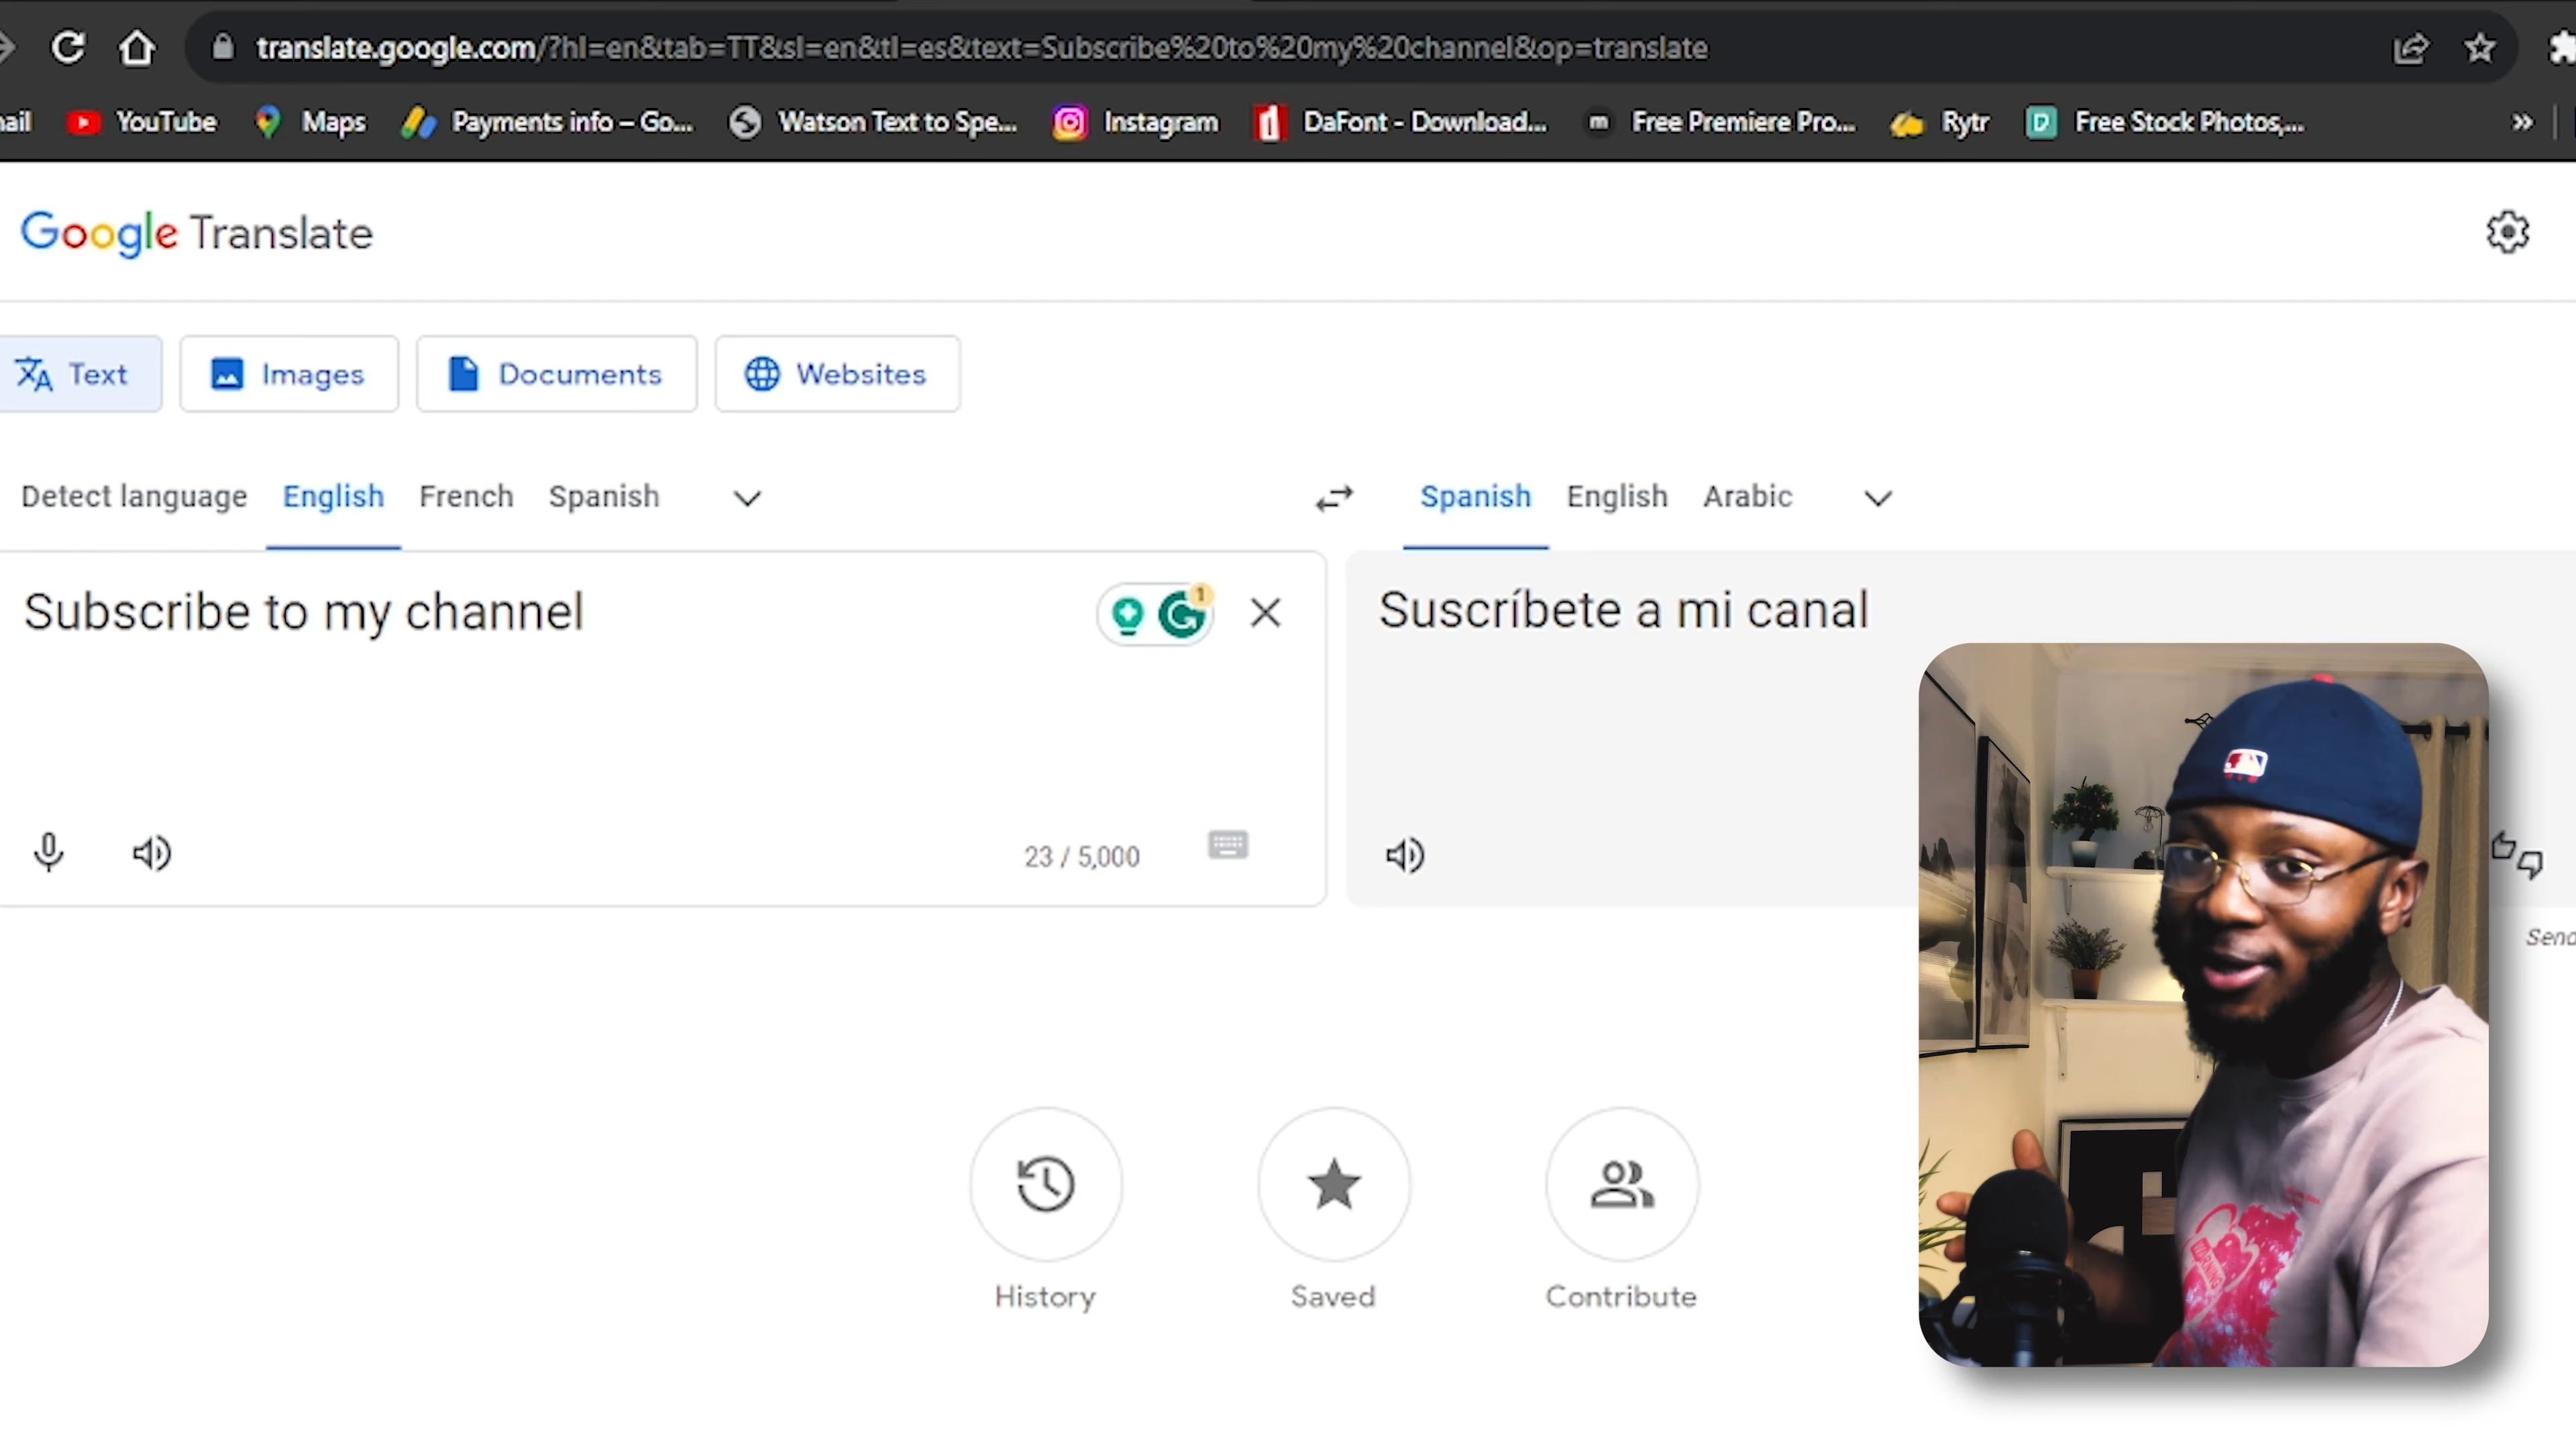 translate.google.com/?hl=en&tab=TT&sl=en&tl=es&text=Subscribe%20to%20my%20channel&op=translate
ail YouTube Maps Payments info – Go... Watson Text to Spe... Instagram DaFont - Download... m Free Premiere Pro... Rytr Free Stock Photos,... »
Google Translate
Text Images Documents Websites
Detect language English French Spanish Spanish English Arabic
Subscribe to my channel 1 Suscríbete a mi canal
23 / 5,000
Send
History Saved Contribute